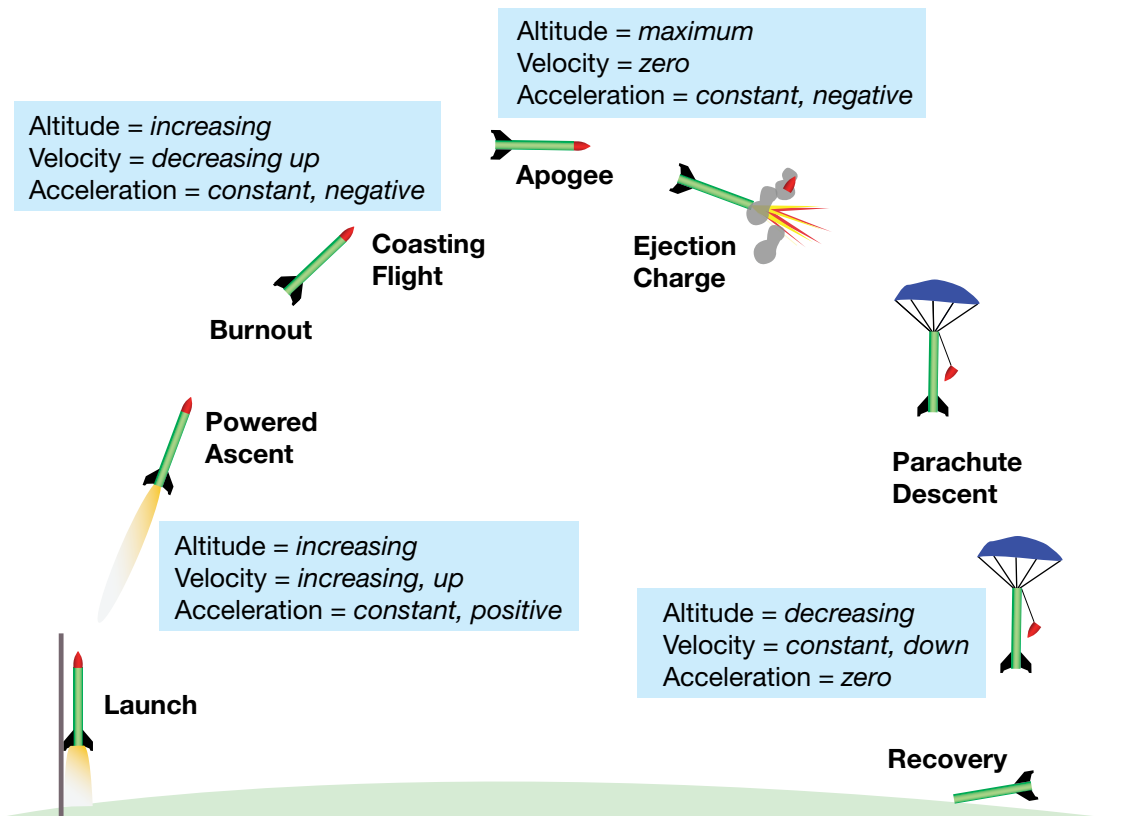 Altitude = maximum
Velocity = zero
Acceleration = constant, negative
Altitude = increasing
Velocity = decreasing up
Acceleration = constant, negative
Apogee
Coasting
Flight
Ejection
Charge
Burnout
Powered
Ascent
Parachute
Descent
Altitude = increasing
Velocity = increasing, up
Acceleration = constant, positive
Altitude = decreasing
Velocity = constant, down
Acceleration = zero
Launch
Recovery